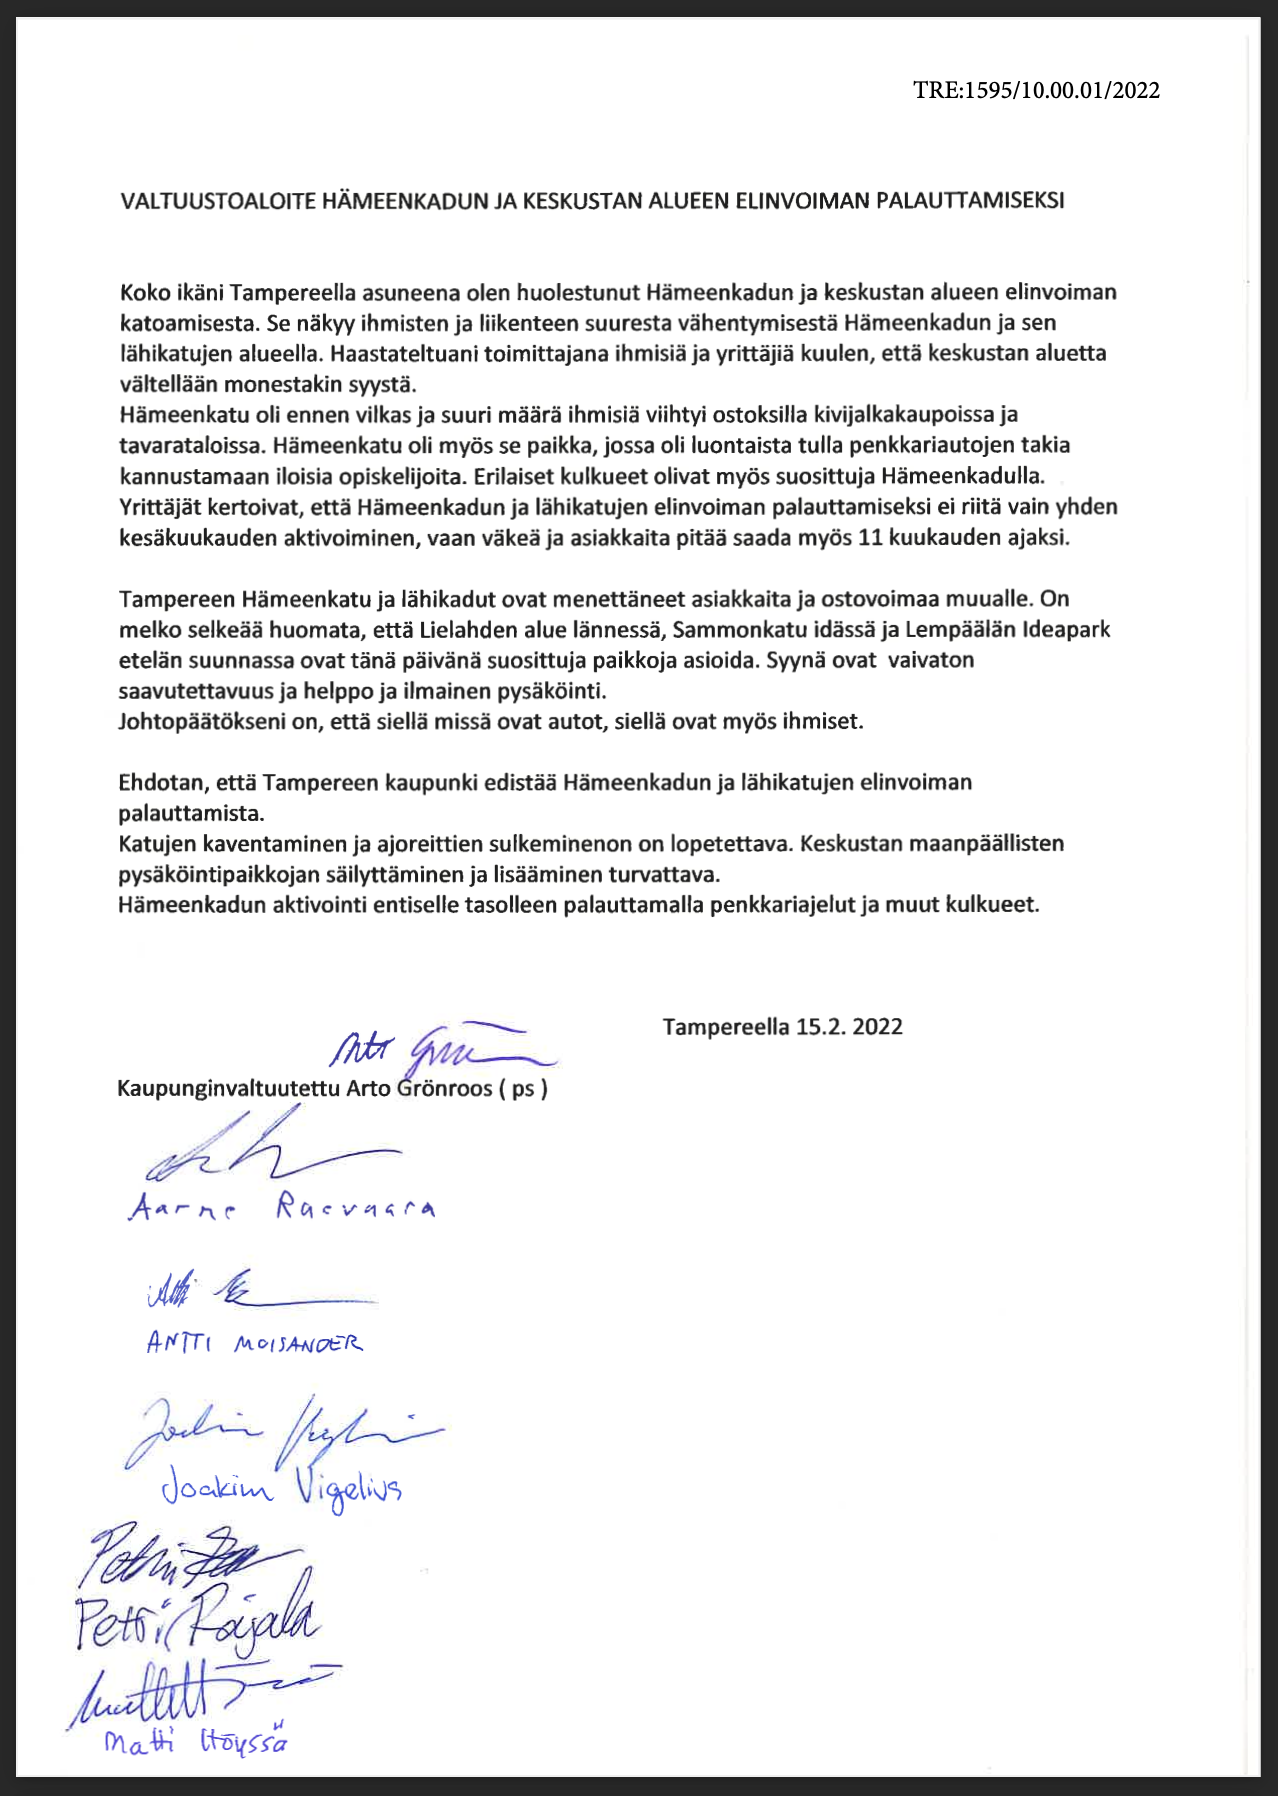 TRE:1595/10.00.01/2022
VALTUUSTOALOITE HÄMEENKADUN JA KESKUSTAN ALUEEN ELINVOIMAN PALAUTTAMISEKSI
Koko ikäni Tampereella asuneena olen huolestunut Hämeenkadun ja keskustan alueen elinvoiman
katoamisesta. Se näkyy ihmisten ja liikenteen suuresta vähentymisestä Hämeenkadun ja sen
lähikatujen alueella. Haastateltuani toimittajana ihmisiä ja yrittäjiä kuulen, että keskustan aluetta
vältellään monestakin syystä.
Hämeenkatu oli ennen vilkas ja suuri määrä ihmisiä viihtyi ostoksilla kivijalkakaupoissa ja
tavarataloissa. Hämeenkatu oli myös se paikka, jossa oli luontaista tulla penkkariautojen takia
kannustamaan iloisia opiskelijoita. Erilaiset kulkueet olivat myös suosittuja Hämeenkadulla.
Yrittäjät kertoivat, että Hämeenkadun ja lähikatujen elinvoiman palauttamiseksi ei riitä vain yhden
kesäkuukauden aktivoiminen, vaan väkeä ja asiakkaita pitää saada myös 11 kuukauden ajaksi.
Tampereen Hämeenkatu ja lähikadut ovat menettäneet asiakkaita ja ostovoimaa muualle. On
melko selkeää huomata, että Lielahden alue lännessä, Sammonkatu idässä ja Lempäälän Ideapark
etelän suunnassa ovat tänä päivänä suosittuja paikkoja asioida. Syynä ovat vaivaton
saavutettavuus ja helppo ja ilmainen pysäköinti.
Johtopäätökseni on, että siellä missä ovat autot, siellä ovat myös ihmiset.
Ehdotan, että Tampereen kaupunki edistää Hämeenkadun ja lähikatujen elinvoiman
palauttamista.
Katujen kaventaminen ja ajoreittien sulkeminenon on lopetettava. Keskustan maanpäällisten
pysäköintipaikkojan säilyttäminen ja lisääminen turvattava.
Hämeenkadun aktivointi entiselle tasolleen palauttamalla penkkariajelut ja muut kulkueet.
Tampereella 15.2. 2022
Kaupunginvaltuutettu Arto Grönroos ( ps )
Aarne Raevaara
ANTTI MOISANDER
Joakim Vigelius
Petri Rajala
Matti Höyssä